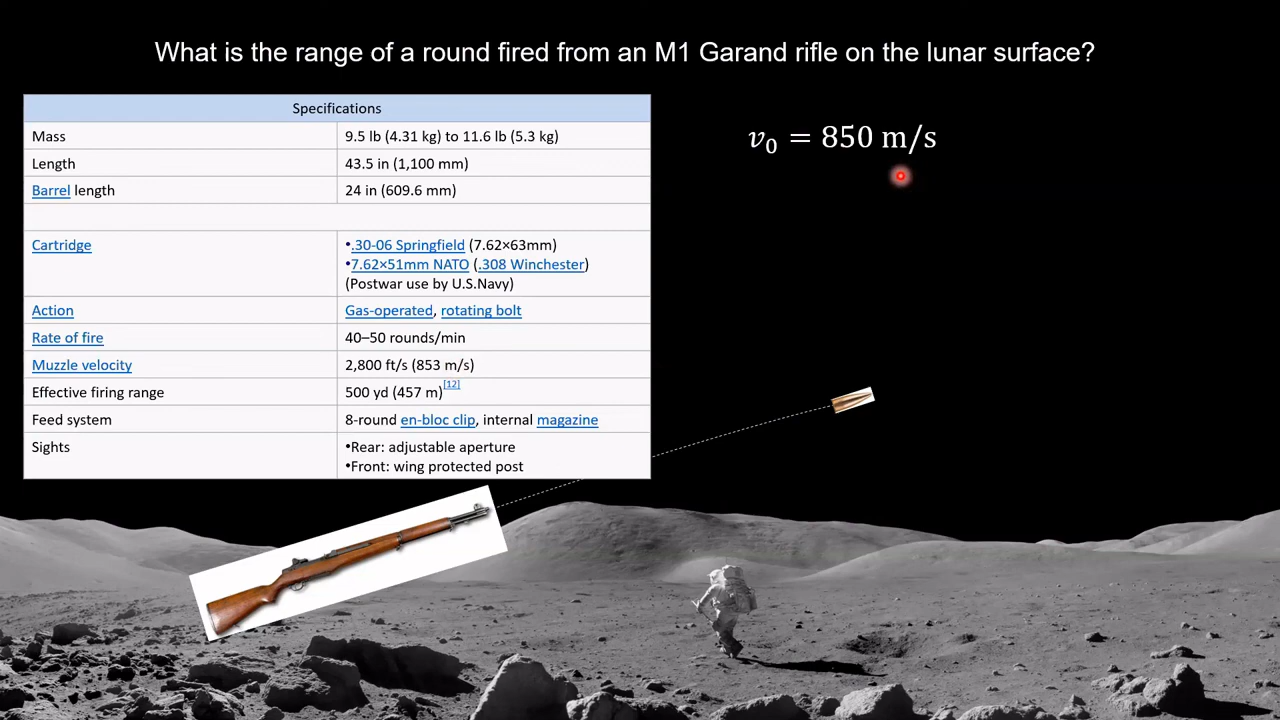 What is the range of a round fired from an M1 Garand rifle on the lunar surface?
Specifications
Mass 9.5 lb (4.31 kg) to 11.6 lb (5.3 kg)
Length 43.5 in (1,100 mm)
Barrel length 24 in (609.6 mm)
Cartridge •.30-06 Springfield (7.62×63mm)
•7.62×51mm NATO (.308 Winchester)
(Postwar use by U.S.Navy)
Action Gas-operated, rotating bolt
Rate of fire 40–50 rounds/min
Muzzle velocity 2,800 ft/s (853 m/s)
Effective firing range 500 yd (457 m)[12]
Feed system 8-round en-bloc clip, internal magazine
Sights •Rear: adjustable aperture
•Front: wing protected post
v₀ = 850 m/s